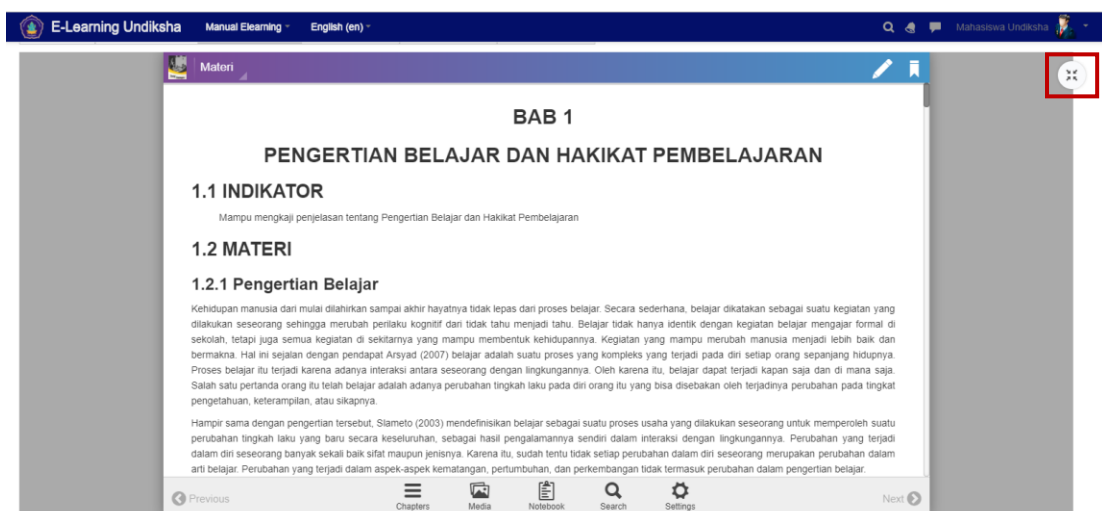 E-Learning Undiksha Manual Elearning English (en) Mahasiswa Undiksha
Materi
BAB 1
PENGERTIAN BELAJAR DAN HAKIKAT PEMBELAJARAN
1.1 INDIKATOR
Mampu mengkaji penjelasan tentang Pengertian Belajar dan Hakikat Pembelajaran
1.2 MATERI
1.2.1 Pengertian Belajar
Kehidupan manusia dari mulai dilahirkan sampai akhir hayatnya tidak lepas dari proses belajar. Secara sederhana, belajar dikatakan sebagai suatu kegiatan yang
dilakukan seseorang sehingga merubah perilaku kognitif dari tidak tahu menjadi tahu. Belajar tidak hanya identik dengan kegiatan belajar mengajar formal di
sekolah, tetapi juga semua kegiatan di sekitarnya yang mampu membentuk kehidupannya. Kegiatan yang mampu merubah manusia menjadi lebih baik dan
bermakna. Hal ini sejalan dengan pendapat Arsyad (2007) belajar adalah suatu proses yang kompleks yang terjadi pada diri setiap orang sepanjang hidupnya.
Proses belajar itu terjadi karena adanya interaksi antara seseorang dengan lingkungannya. Oleh karena itu, belajar dapat terjadi kapan saja dan di mana saja.
Salah satu pertanda orang itu telah belajar adalah adanya perubahan tingkah laku pada diri orang itu yang bisa disebakan oleh terjadinya perubahan pada tingkat
pengetahuan, keterampilan, atau sikapnya.
Hampir sama dengan pengertian tersebut, Slameto (2003) mendefinisikan belajar sebagai suatu proses usaha yang dilakukan seseorang untuk memperoleh suatu
perubahan tingkah laku yang baru secara keseluruhan, sebagai hasil pengalamannya sendiri dalam interaksi dengan lingkungannya. Perubahan yang terjadi
dalam diri seseorang banyak sekali baik sifat maupun jenisnya. Karena itu, sudah tentu tidak setiap perubahan dalam diri seseorang merupakan perubahan dalam
arti belajar. Perubahan yang terjadi dalam aspek-aspek kematangan, pertumbuhan, dan perkembangan tidak termasuk perubahan dalam pengertian belajar.
Previous Chapters Media Notebook Search Settings Next